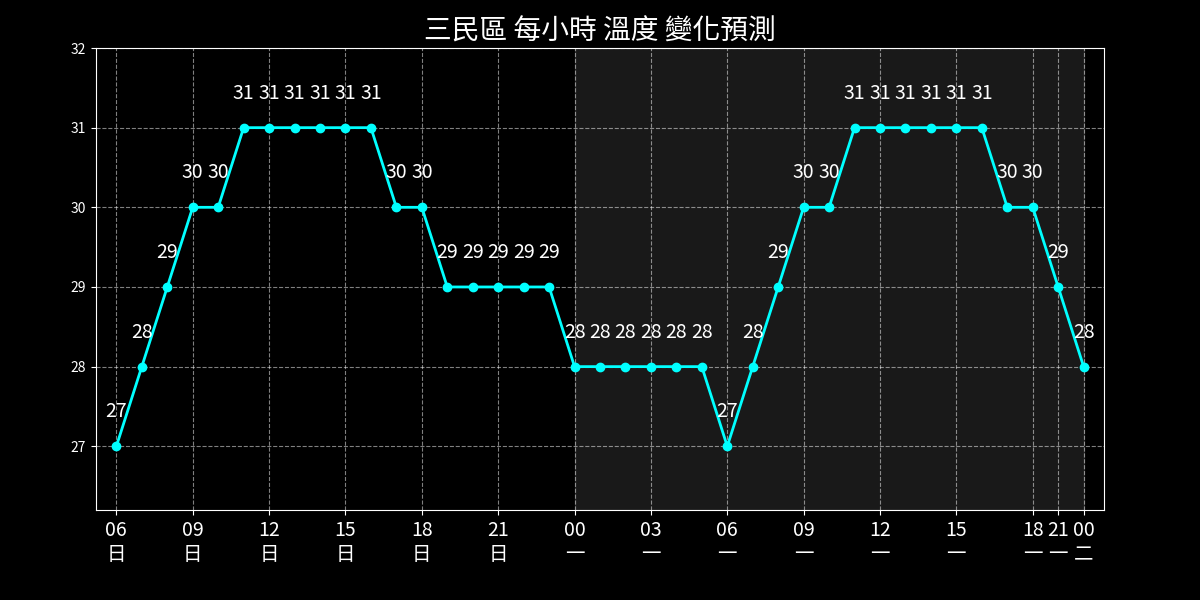 三民區 每小時 溫度 變化預測
32
31 31 31 31 31 31 31 31 31 31 31 31
31
30 30 30 30 30 30 30 30
30
29 29 29 29 29 29 29 29
29
28 28 28 28 28 28 28 28 28
28
27 27
27
06 09 12 15 18 21 00 03 06 09 12 15 18 21 00
日 日 日 日 日 日 一 一 一 一 一 一 一 一 二